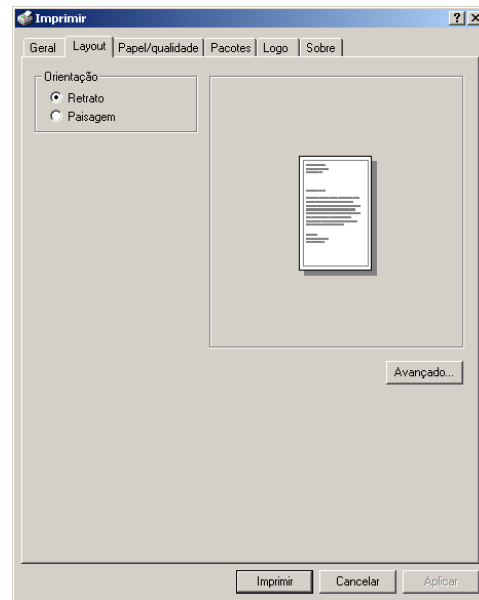 Imprimir
Geral Layout Papel/qualidade Pacotes Logo Sobre
Orientação
Retrato
Paisagem
Avançado...
Imprimir Cancelar Aplicar